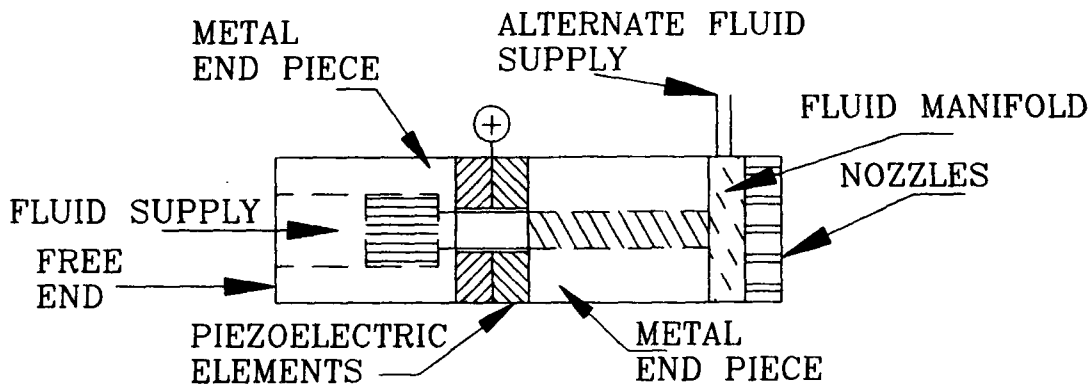 METAL
END PIECE
ALTERNATE FLUID
SUPPLY
FLUID MANIFOLD
NOZZLES
+
FLUID SUPPLY
FREE
END
PIEZOELECTRIC
ELEMENTS
METAL
END PIECE